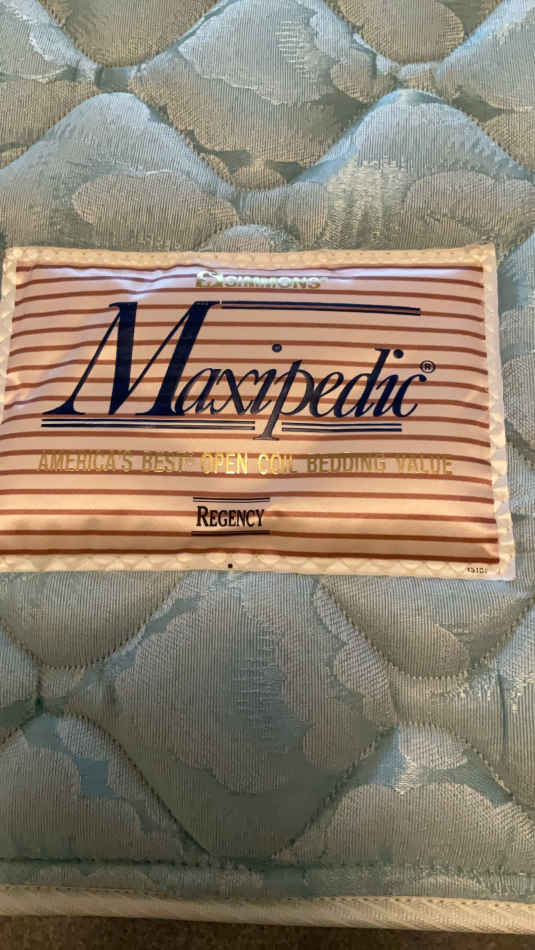 SIMMONS
Maxipedic®
AMERICA'S BEST OPEN COIL BEDDING VALUE
REGENCY